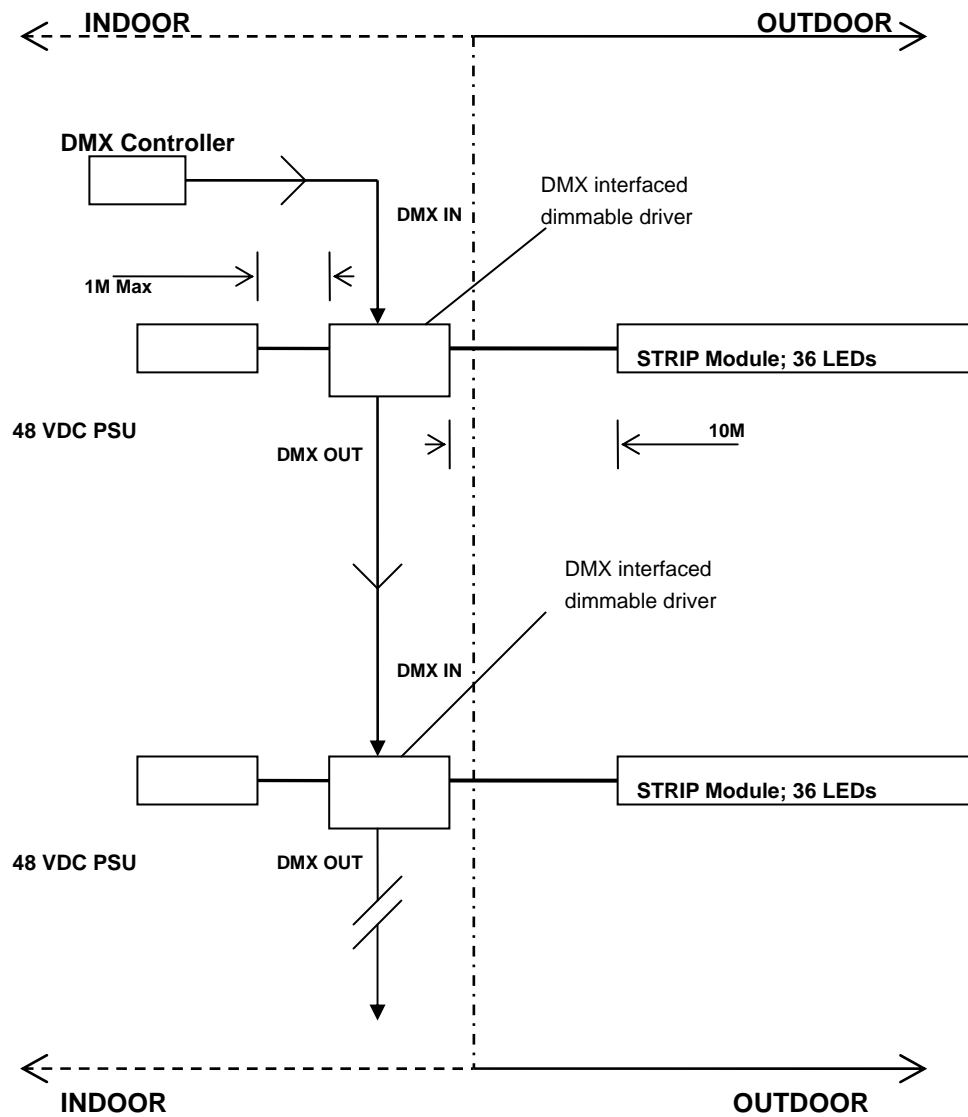 INDOOR
OUTDOOR
DMX Controller
DMX interfaced
dimmable driver
DMX IN
1M Max
STRIP Module; 36 LEDs
48 VDC PSU
10M
DMX OUT
DMX interfaced
dimmable driver
DMX IN
STRIP Module; 36 LEDs
48 VDC PSU
DMX OUT
INDOOR
OUTDOOR